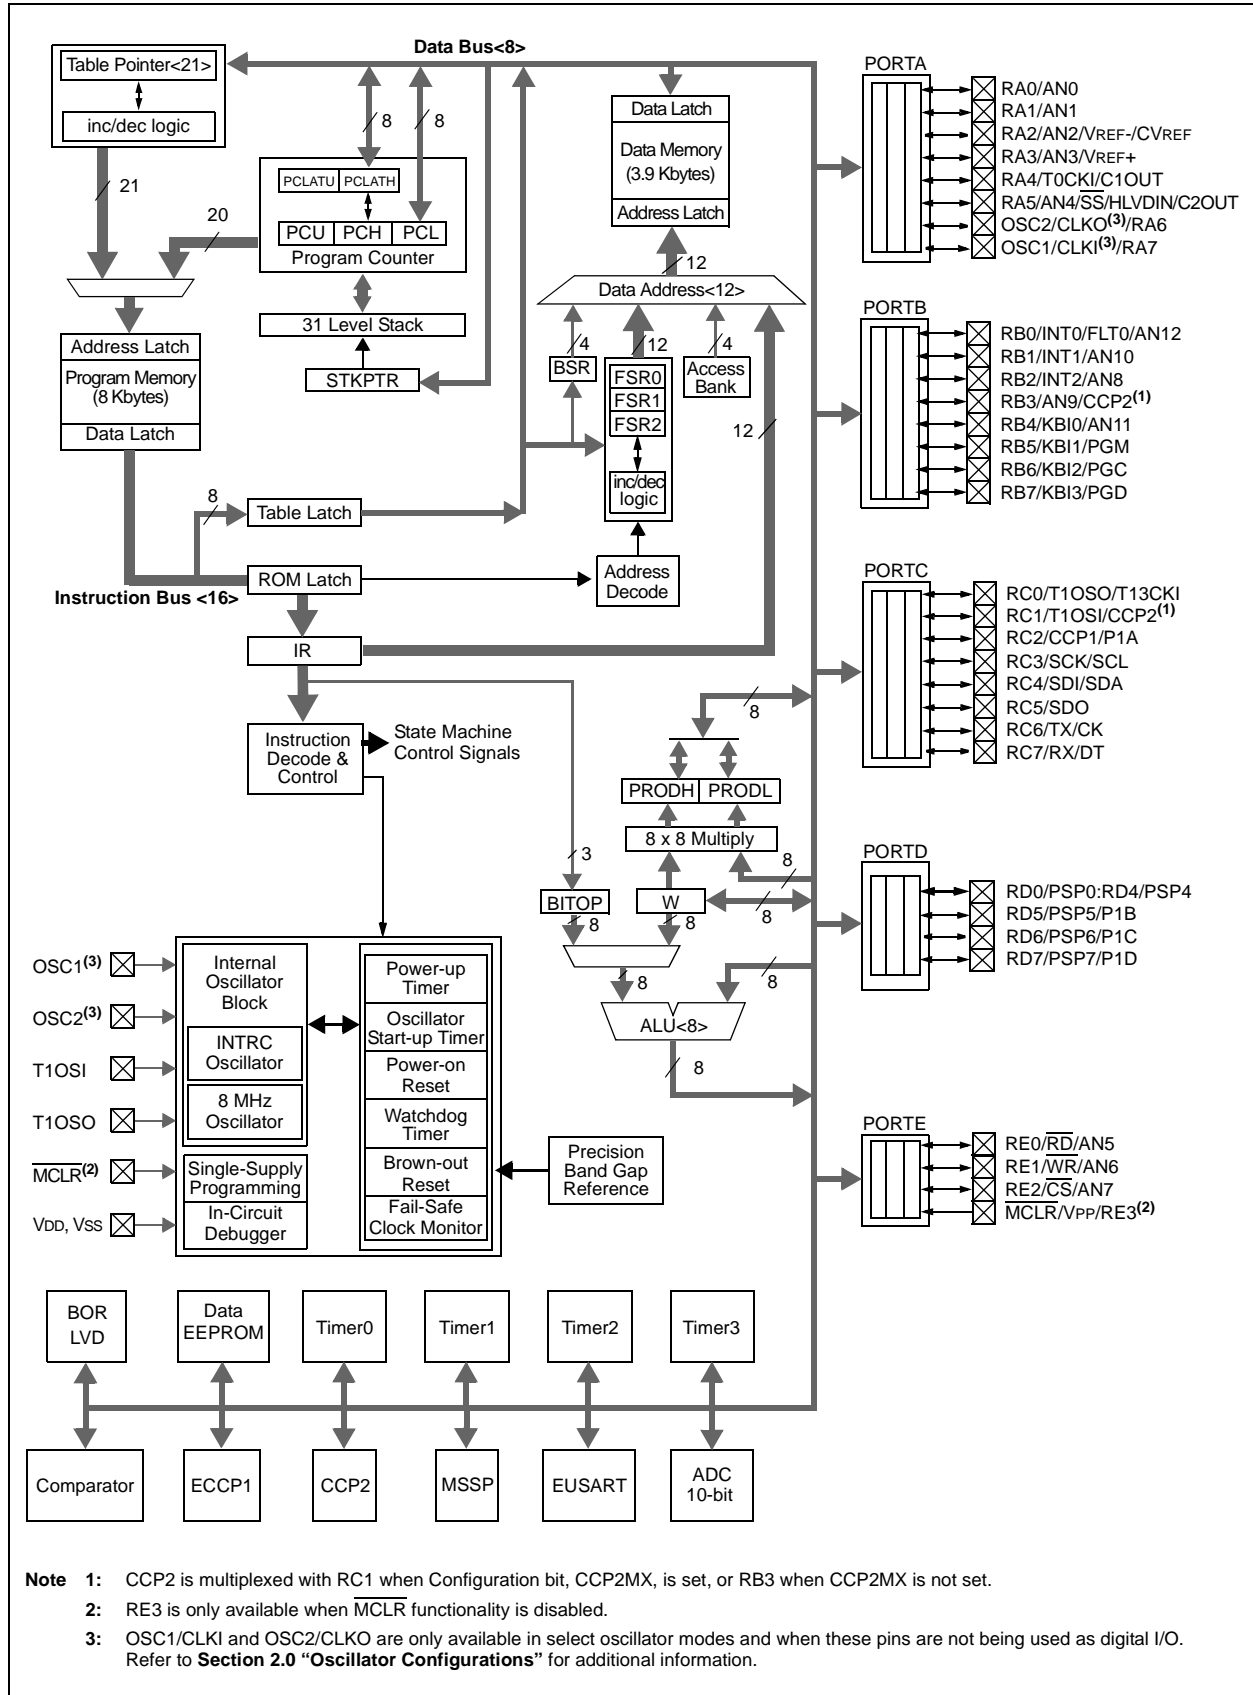 Data Bus<8>
Table Pointer<21>
inc/dec logic
21
20
8
8
PCLATU PCLATH
PCU PCH PCL
Program Counter
31 Level Stack
STKPTR
Data Latch
Data Memory
(3.9 Kbytes)
Address Latch
12
Data Address<12>
4
12
4
BSR
FSR0
FSR1
FSR2
inc/dec
logic
Access
Bank
12
Address Latch
Program Memory
(8 Kbytes)
Data Latch
8
Table Latch
ROM Latch
Instruction Bus <16>
Address
Decode
IR
Instruction
Decode &
Control
State Machine
Control Signals
8
PRODH PRODL
8 x 8 Multiply
3
8
BITOP
W
8
8
8
8
8
ALU<8>
8
OSC1(3)
OSC2(3)
T1OSI
T1OSO
MCLR(2)
VDD, VSS
Internal
Oscillator
Block
INTRC
Oscillator
8 MHz
Oscillator
Single-Supply
Programming
In-Circuit
Debugger
Power-up
Timer
Oscillator
Start-up Timer
Power-on
Reset
Watchdog
Timer
Brown-out
Reset
Fail-Safe
Clock Monitor
Precision
Band Gap
Reference
PORTA
RA0/AN0
RA1/AN1
RA2/AN2/VREF-/CVREF
RA3/AN3/VREF+
RA4/T0CKI/C1OUT
RA5/AN4/SS/HLVDIN/C2OUT
OSC2/CLKO(3)/RA6
OSC1/CLKI(3)/RA7
PORTB
RB0/INT0/FLT0/AN12
RB1/INT1/AN10
RB2/INT2/AN8
RB3/AN9/CCP2(1)
RB4/KBI0/AN11
RB5/KBI1/PGM
RB6/KBI2/PGC
RB7/KBI3/PGD
PORTC
RC0/T1OSO/T13CKI
RC1/T1OSI/CCP2(1)
RC2/CCP1/P1A
RC3/SCK/SCL
RC4/SDI/SDA
RC5/SDO
RC6/TX/CK
RC7/RX/DT
PORTD
RD0/PSP0:RD4/PSP4
RD5/PSP5/P1B
RD6/PSP6/P1C
RD7/PSP7/P1D
PORTE
RE0/RD/AN5
RE1/WR/AN6
RE2/CS/AN7
MCLR/VPP/RE3(2)
BOR
LVD
Data
EEPROM
Timer0
Timer1
Timer2
Timer3
Comparator
ECCP1
CCP2
MSSP
EUSART
ADC
10-bit
Note 1: CCP2 is multiplexed with RC1 when Configuration bit, CCP2MX, is set, or RB3 when CCP2MX is not set.
2: RE3 is only available when MCLR functionality is disabled.
3: OSC1/CLKI and OSC2/CLKO are only available in select oscillator modes and when these pins are not being used as digital I/O.
Refer to Section 2.0 “Oscillator Configurations” for additional information.